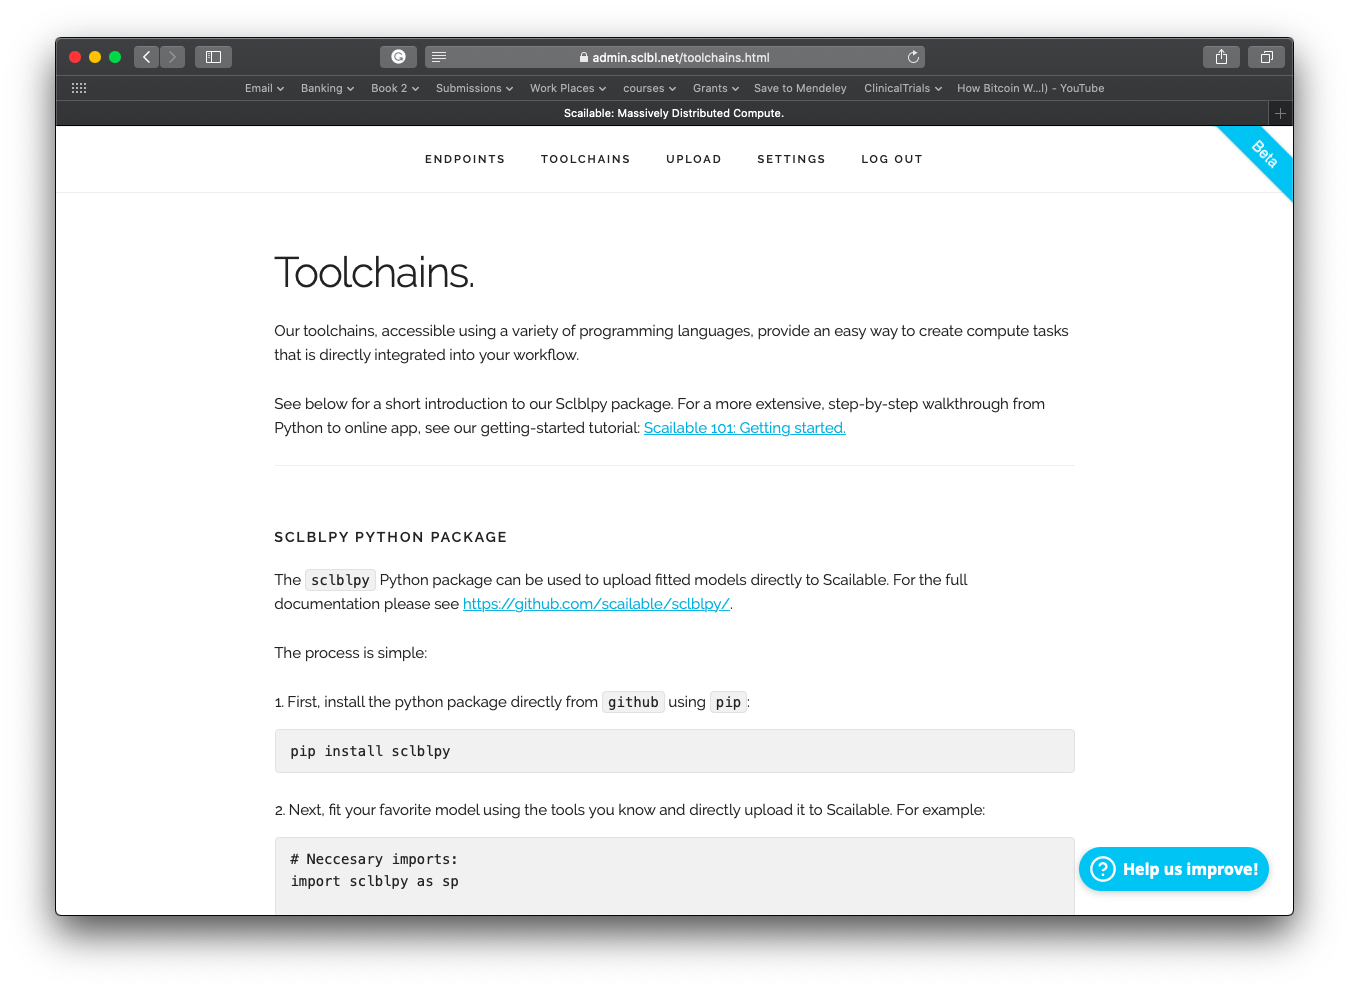 admin.sclbl.net/toolchains.html
Email Banking Book 2 Submissions Work Places courses Grants Save to Mendeley ClinicalTrials How Bitcoin W...l) - YouTube
Scailable: Massively Distributed Compute.
ENDPOINTS TOOLCHAINS UPLOAD SETTINGS LOG OUT
Beta
Toolchains.
Our toolchains, accessible using a variety of programming languages, provide an easy way to create compute tasks
that is directly integrated into your workflow.
See below for a short introduction to our Sclblpy package. For a more extensive, step-by-step walkthrough from
Python to online app, see our getting-started tutorial: Scailable 101: Getting started.
SCLBLPY PYTHON PACKAGE
The sclblpy Python package can be used to upload fitted models directly to Scailable. For the full
documentation please see https://github.com/scailable/sclblpy/.
The process is simple:
1. First, install the python package directly from github using pip:
pip install sclblpy
2. Next, fit your favorite model using the tools you know and directly upload it to Scailable. For example:
# Neccesary imports:
import sclblpy as sp
Help us improve!